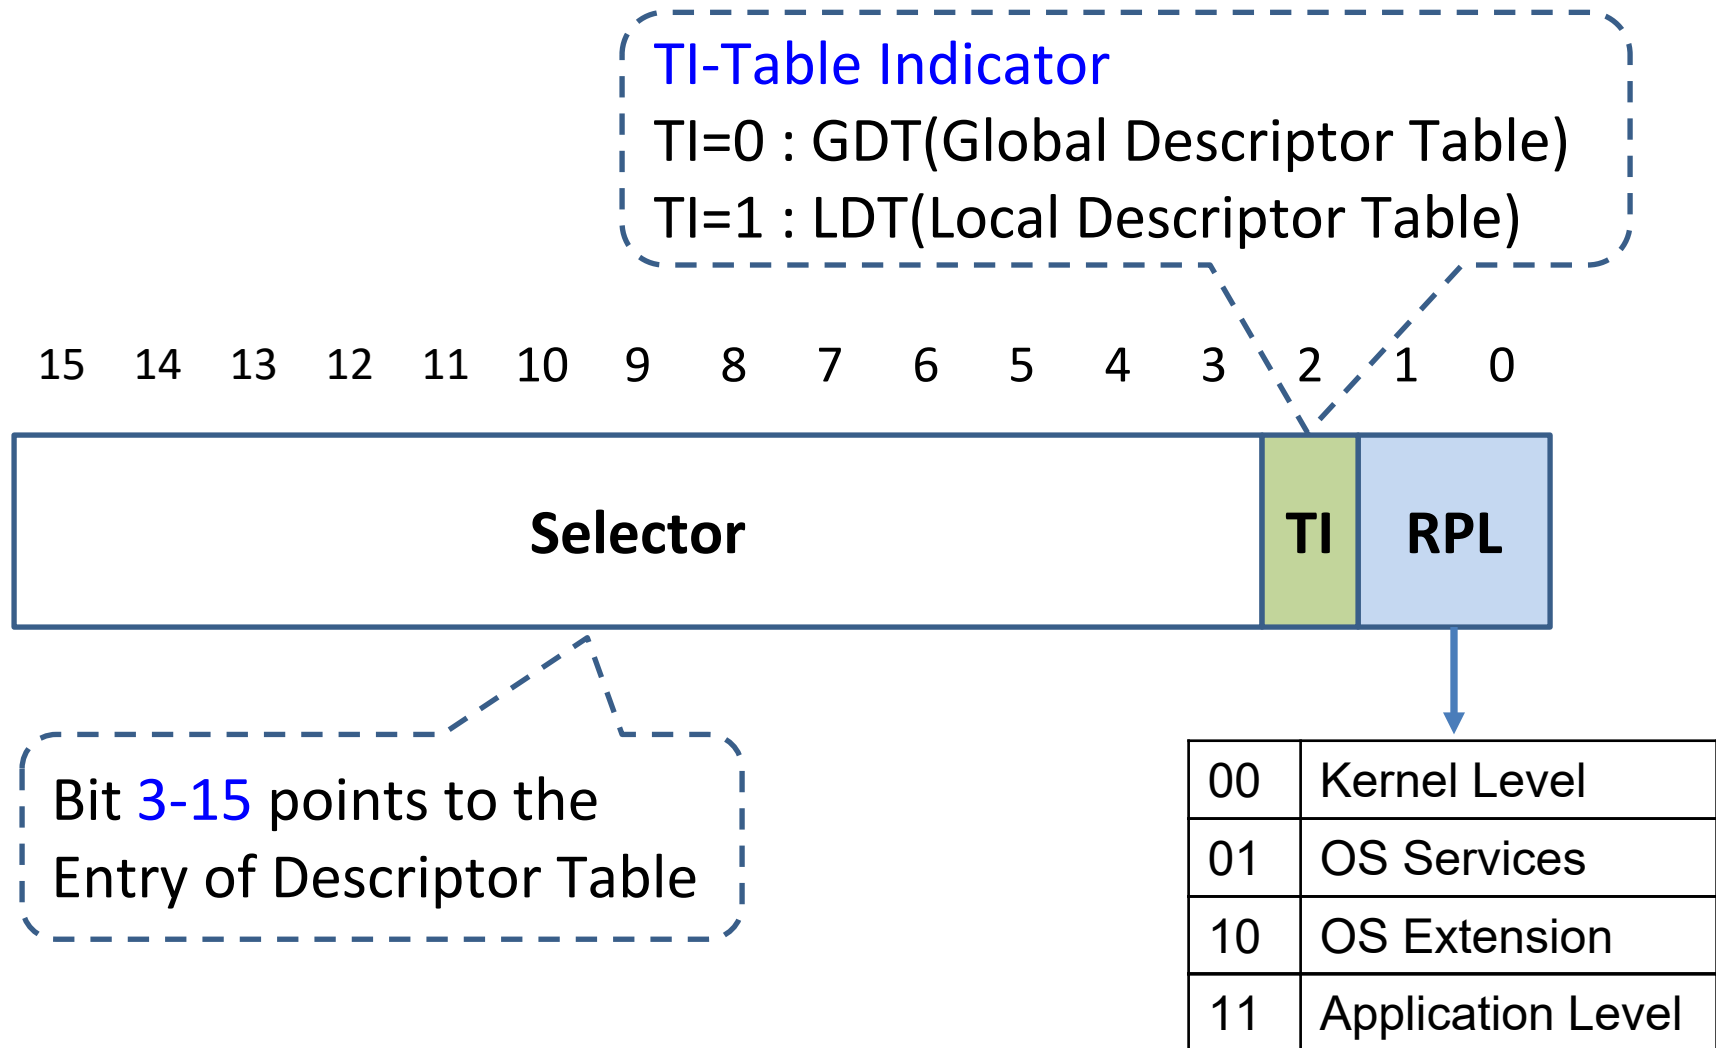 TI-Table Indicator
TI=0 : GDT(Global Descriptor Table)
TI=1 : LDT(Local Descriptor Table)
15 14 13 12 11 10 9 8 7 6 5 4 3 2 1 0
Selector TI RPL
Bit 3-15 points to the
Entry of Descriptor Table
00 Kernel Level
01 OS Services
10 OS Extension
11 Application Level